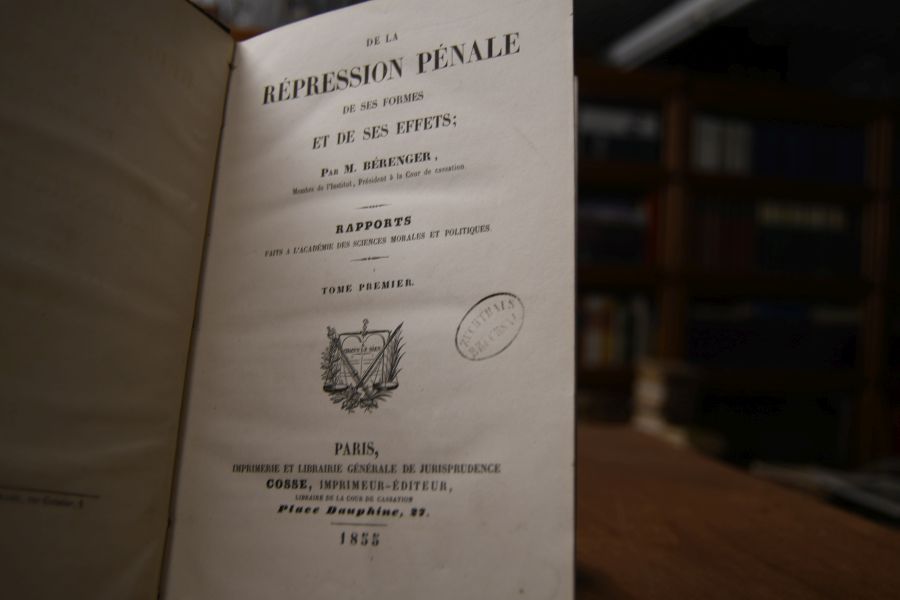 DE LA
RÉPRESSION PÉNALE
DE SES FORMES
ET DE SES EFFETS;
PAR M. BÉRENGER,
Membre de l'Institut, Président à la Cour de cassation.
RAPPORTS
FAITS A L'ACADÉMIE DES SCIENCES MORALES ET POLITIQUES.
TOME PREMIER.
ZUCHTHAUS
BRUCHSAL
PARIS,
IMPRIMERIE ET LIBRAIRIE GÉNÉRALE DE JURISPRUDENCE
COSSE, IMPRIMEUR-ÉDITEUR,
LIBRAIRE DE LA COUR DE CASSATION
Place Dauphine, 27.
1855